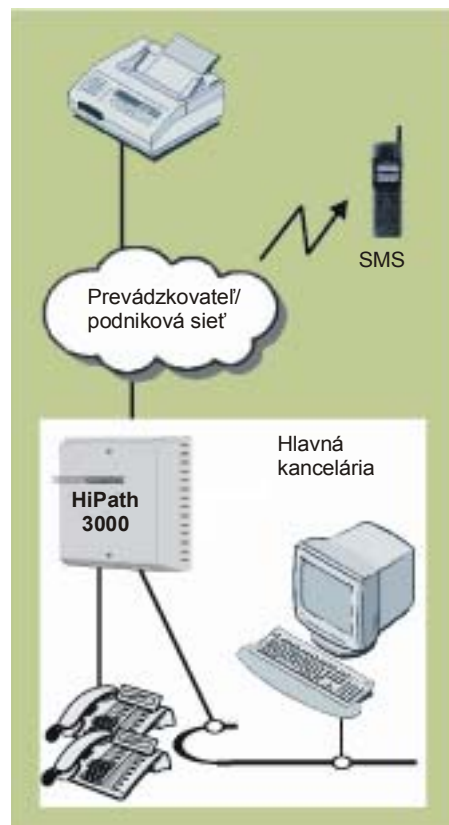 SMS
Prevádzkovateľ/
podniková sieť
Hlavná
kancelária
HiPath
3000